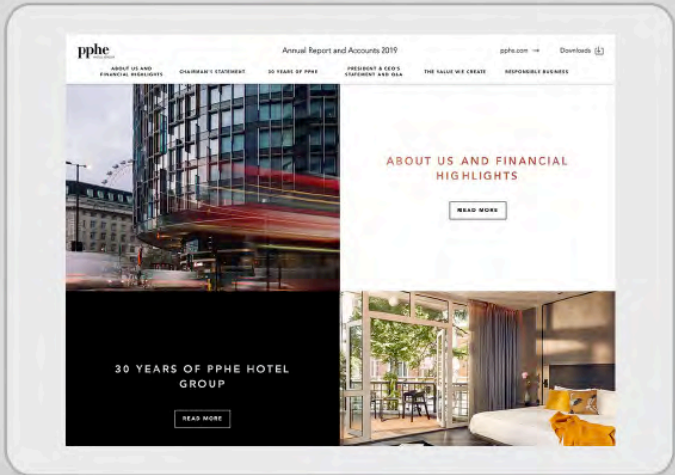 pphe
HOTEL GROUP
Annual Report and Accounts 2019
pphe.com →
Downloads
ABOUT US AND
FINANCIAL HIGHLIGHTS
CHAIRMAN'S STATEMENT
30 YEARS OF PPHE
PRESIDENT & CEO'S
STATEMENT AND Q&A
THE VALUE WE CREATE
RESPONSIBLE BUSINESS
ABOUT US AND FINANCIAL
HIGHLIGHTS
READ MORE
30 YEARS OF PPHE HOTEL
GROUP
READ MORE